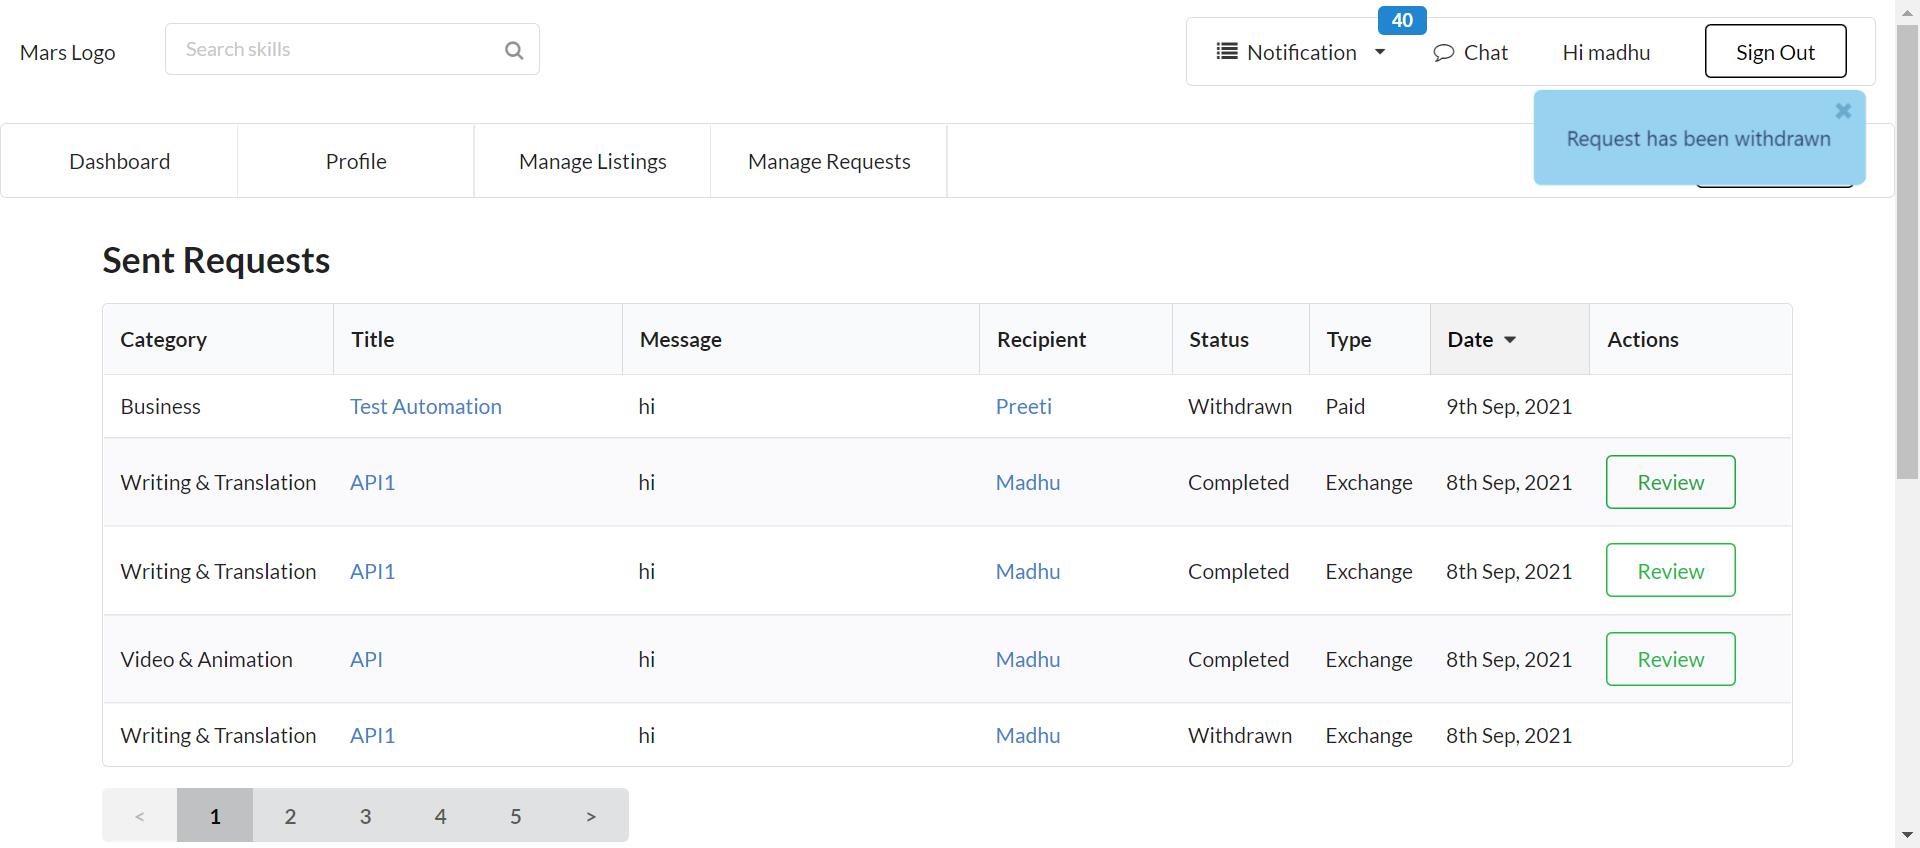 40
Mars Logo Search skills Notification Chat Hi madhu Sign Out
Request has been withdrawn
Dashboard Profile Manage Listings Manage Requests
Sent Requests
Category Title Message Recipient Status Type Date Actions
Business Test Automation hi Preeti Withdrawn Paid 9th Sep, 2021
Writing & Translation API1 hi Madhu Completed Exchange 8th Sep, 2021 Review
Writing & Translation API1 hi Madhu Completed Exchange 8th Sep, 2021 Review
Video & Animation API hi Madhu Completed Exchange 8th Sep, 2021 Review
Writing & Translation API1 hi Madhu Withdrawn Exchange 8th Sep, 2021
< 1 2 3 4 5 >